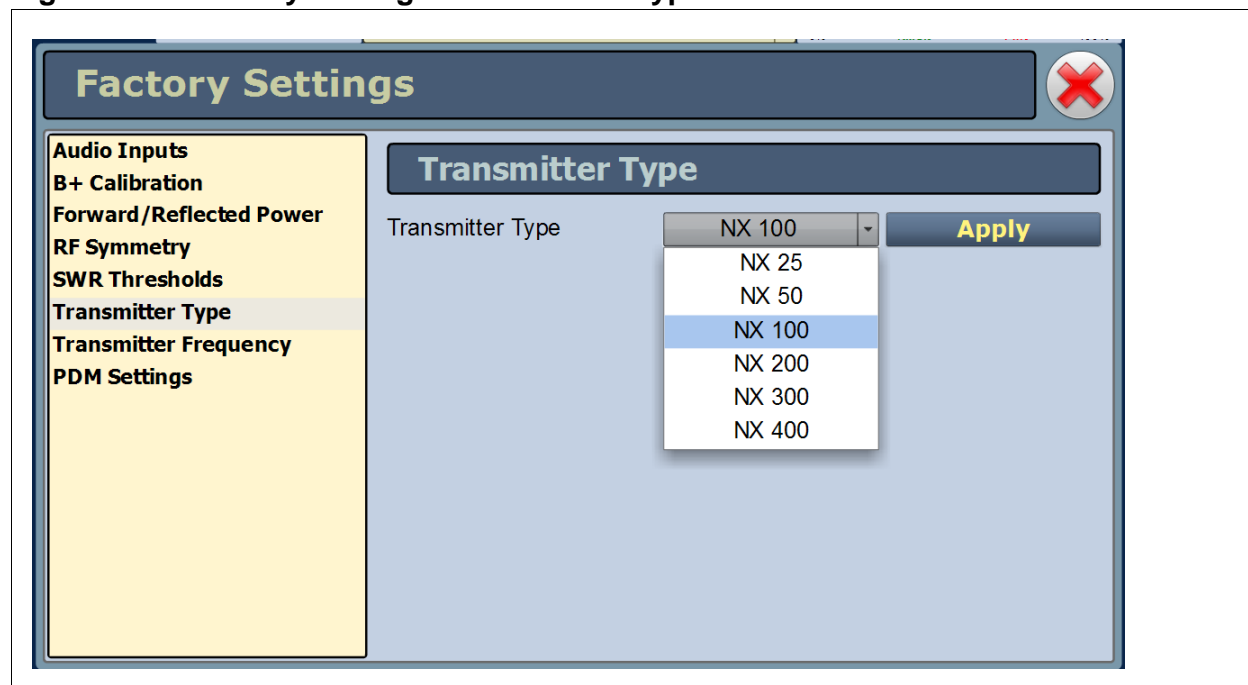 Factory Settings
Audio Inputs
B+ Calibration
Forward/Reflected Power
RF Symmetry
SWR Thresholds
Transmitter Type
Transmitter Frequency
PDM Settings
Transmitter Type
Transmitter Type NX 100 Apply
NX 25
NX 50
NX 100
NX 200
NX 300
NX 400